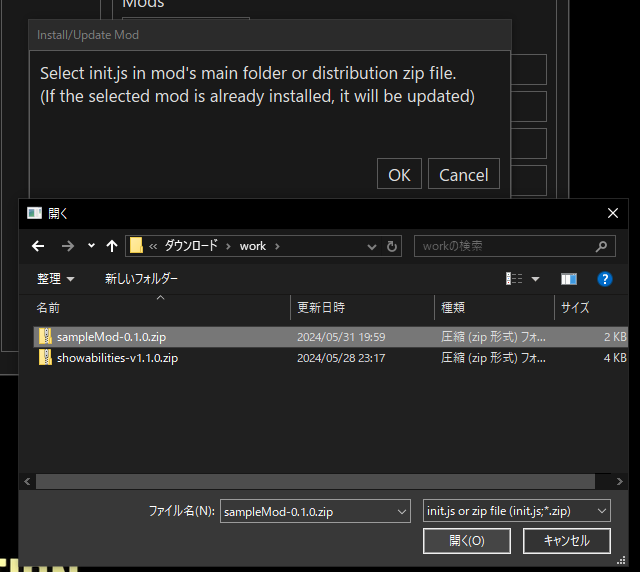 Mods
Install/Update Mod
Select init.js in mod's main folder or distribution zip file.
(If the selected mod is already installed, it will be updated)
OK Cancel
開く
« ダウンロード › work ›
workの検索
整理 新しいフォルダー
名前 更新日時 種類 サイズ
sampleMod-0.1.0.zip 2024/05/31 19:59 圧縮 (zip 形式) フォ... 2 KB
showabilities-v1.1.0.zip 2024/05/28 23:17 圧縮 (zip 形式) フォ... 4 KB
ファイル名(N): sampleMod-0.1.0.zip init.js or zip file (init.js;*.zip)
開く(O) キャンセル